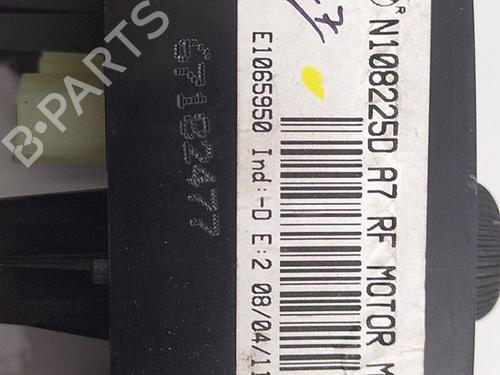 R
N108225D A7 RF MOTOR M
E1065950 Ind:-D E:2 08/04/11
67182477
B-PARTS